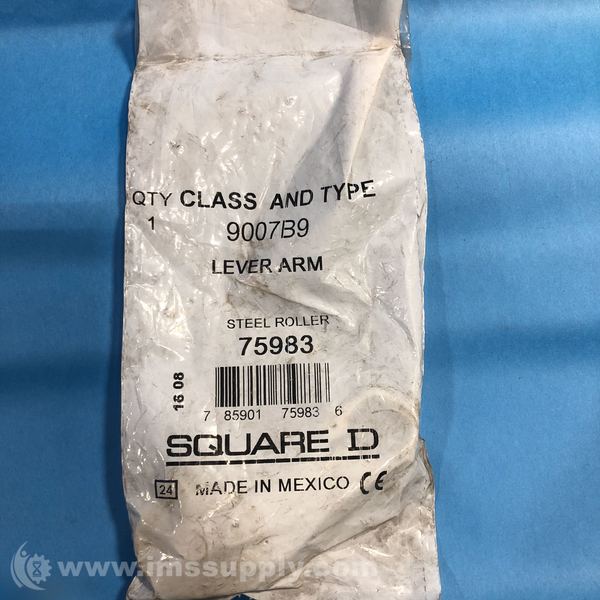 QTY CLASS AND TYPE
1 9007B9
LEVER ARM
STEEL ROLLER
75983
16 08
7 85901 75983 6
SQUARE D
24 MADE IN MEXICO CE
www.imssupply.com